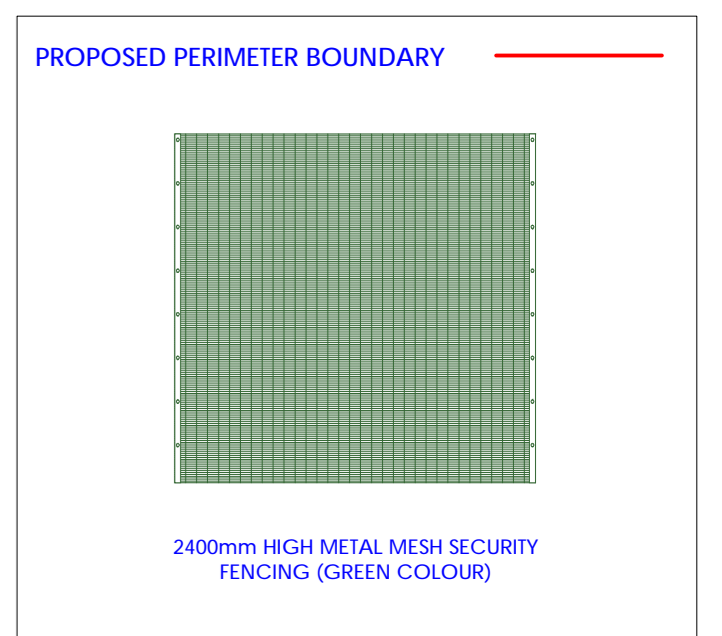 PROPOSED PERIMETER BOUNDARY
2400mm HIGH METAL MESH SECURITY
FENCING (GREEN COLOUR)